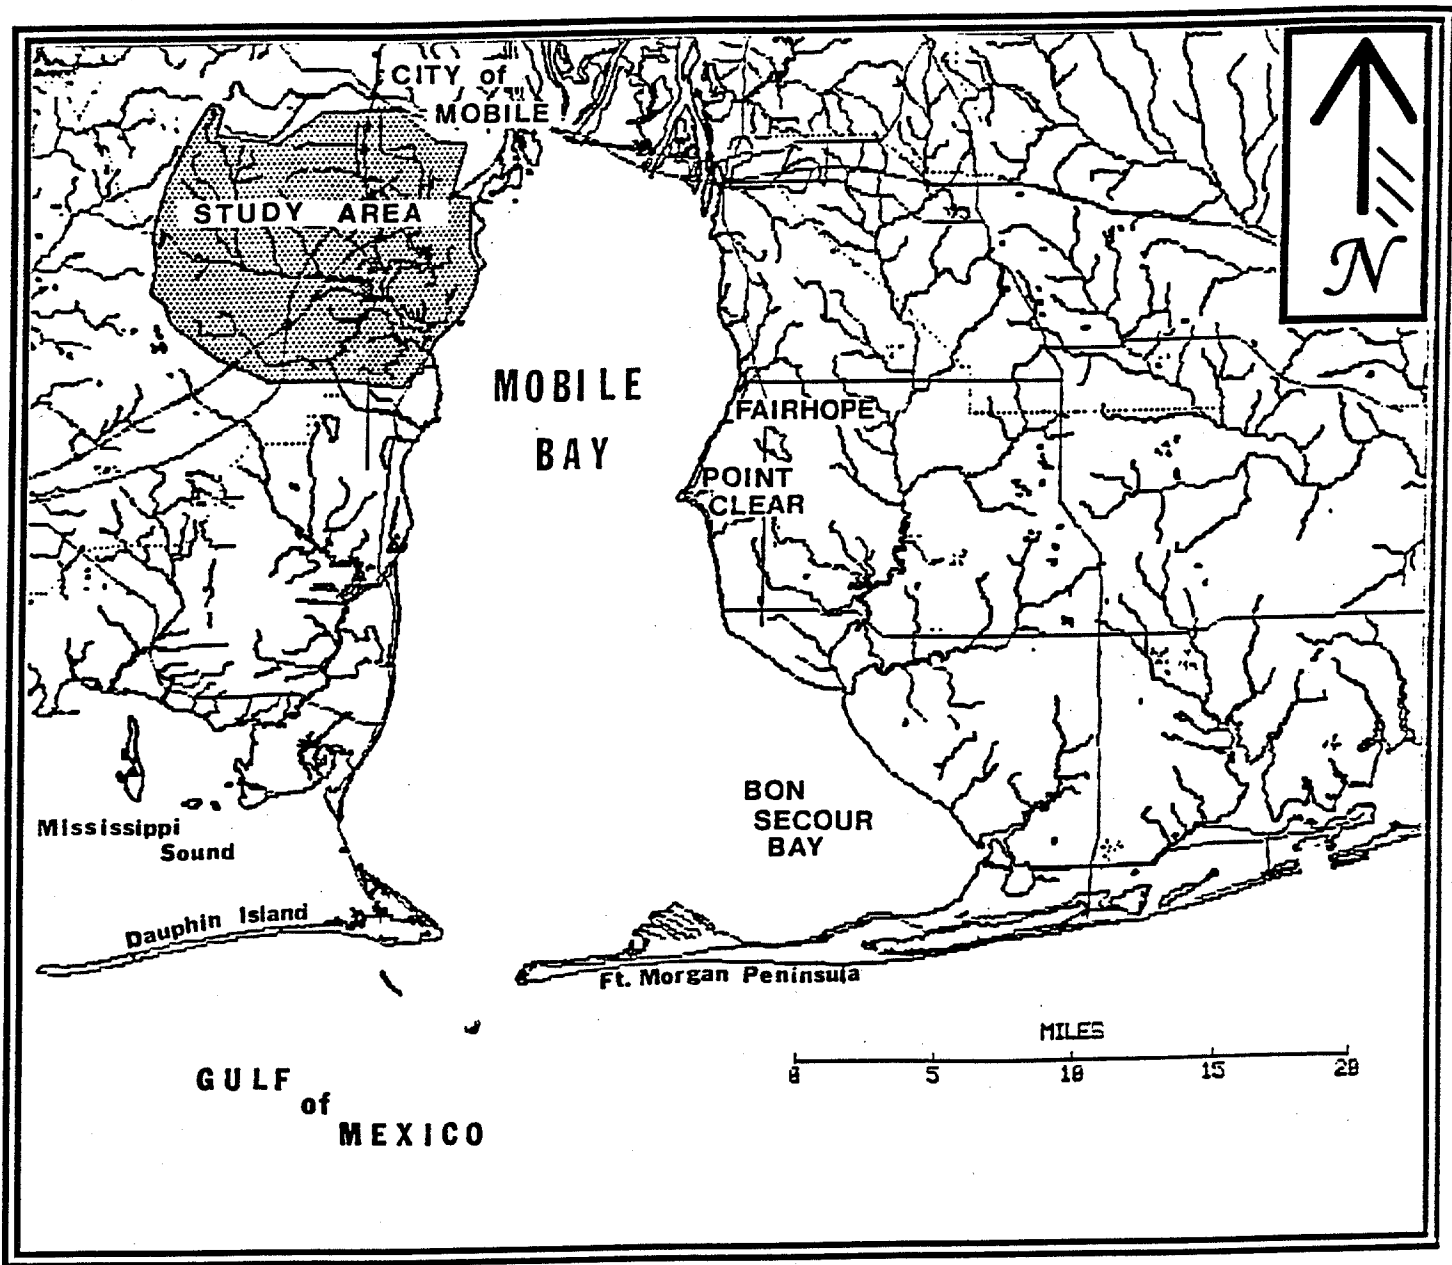 CITY of
MOBILE
N
STUDY AREA
MOBILE
BAY
FAIRHOPE
POINT
CLEAR
BON
SECOUR
BAY
Mississippi
Sound
Dauphin Island
Ft. Morgan Peninsula
MILES
0 5 10 15 20
GULF
of
MEXICO